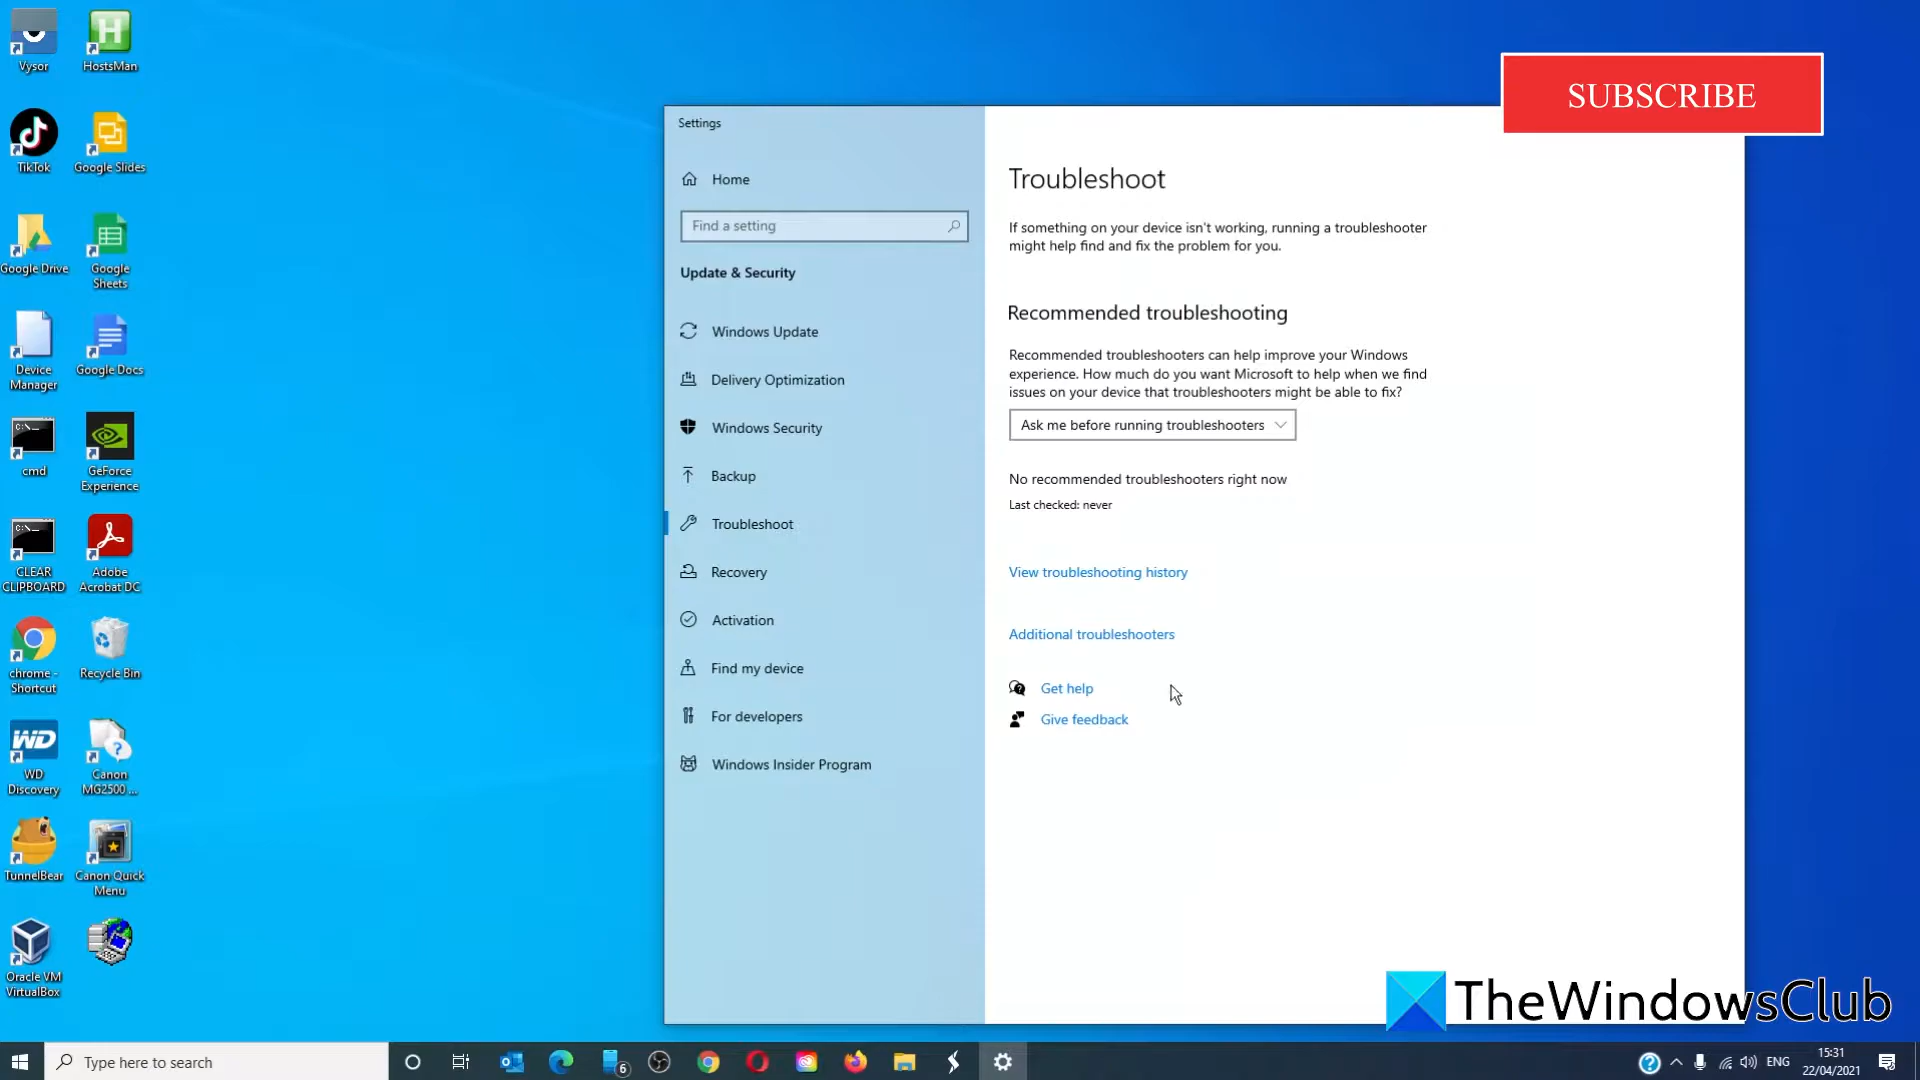 Vysor
HostsMan
TikTok
Google Slides
Google Drive
Google
Sheets
Device
Manager
Google Docs
cmd
GeForce
Experience
CLEAR
CLIPBOARD
Adobe
Acrobat DC
chrome -
Shortcut
Recycle Bin
WD
WD
Discovery
Canon
MG2500 ...
TunnelBear
Canon Quick
Menu
Oracle VM
VirtualBox
SUBSCRIBE
Settings
Home
Find a setting
Update & Security
Windows Update
Delivery Optimization
Windows Security
Backup
Troubleshoot
Recovery
Activation
Find my device
For developers
Windows Insider Program
Troubleshoot
If something on your device isn't working, running a troubleshooter
might help find and fix the problem for you.
Recommended troubleshooting
Recommended troubleshooters can help improve your Windows
experience. How much do you want Microsoft to help when we find
issues on your device that troubleshooters might be able to fix?
Ask me before running troubleshooters
No recommended troubleshooters right now
Last checked: never
View troubleshooting history
Additional troubleshooters
Get help
Give feedback
TheWindowsClub
Type here to search
6
ENG
15:31
22/04/2021